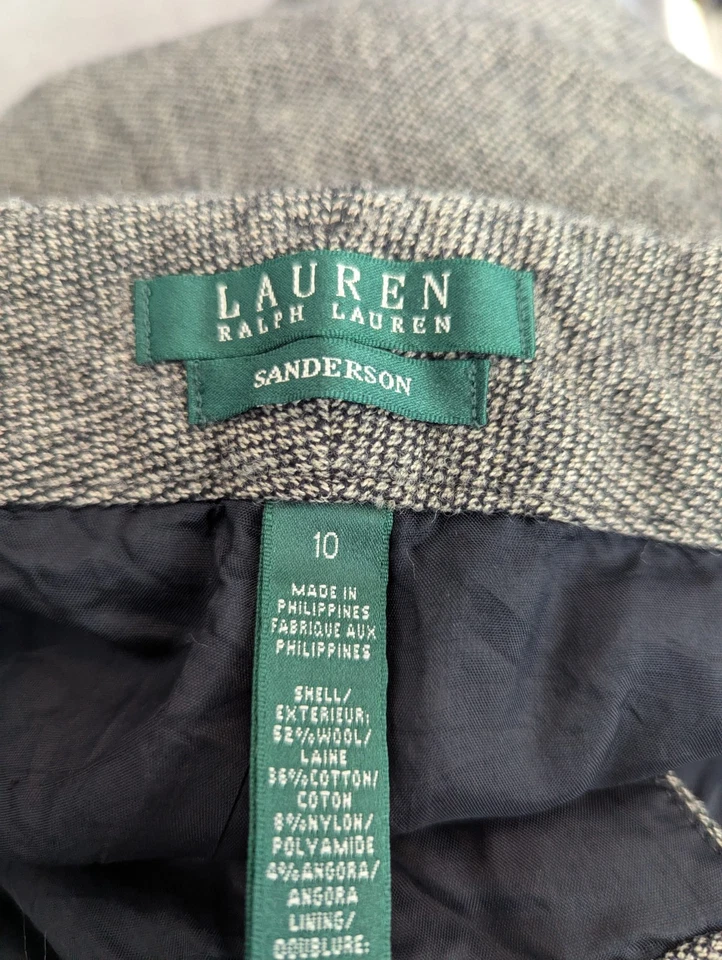 LAUREN
RALPH LAUREN
SANDERSON
10
MADE IN
PHILIPPINES
FABRIQUE AUX
PHILIPPINES
SHELL/
EXTERIEUR:
52%WOOL/
LAINE
36%COTTON/
COTON
8%NYLON/
POLYAMIDE
4%ANGORA/
ANGORA
LINING/
DOUBLURE: